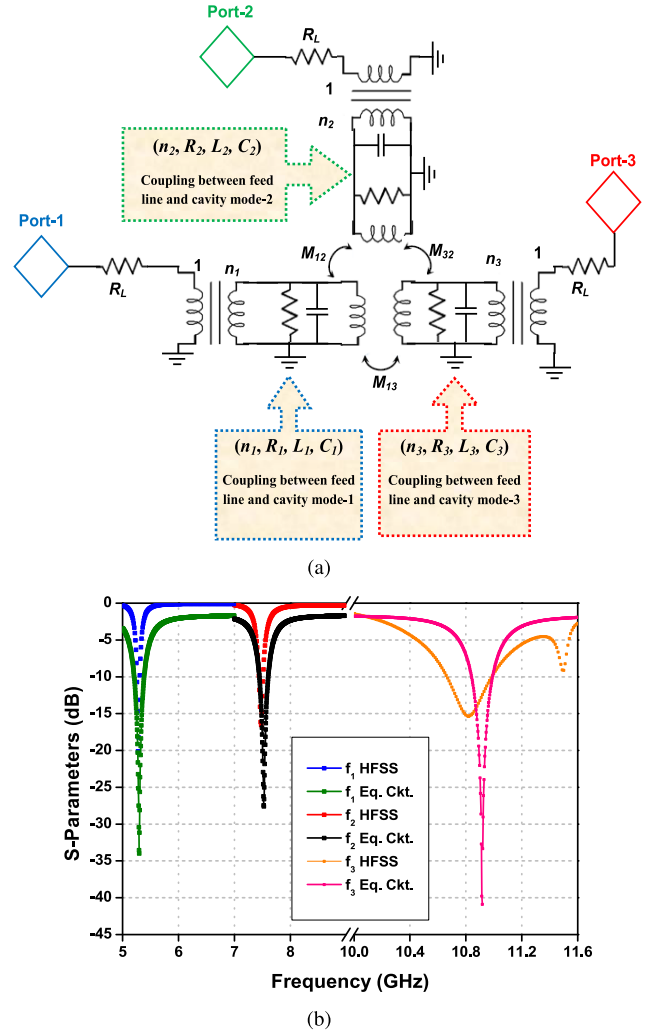 Port-2
R_L
1
n_2
(n_2, R_2, L_2, C_2)
Coupling between feed
line and cavity mode-2
Port-3
Port-1
M_12
M_32
R_L
1
n_1
n_3
1
R_L
M_13
(n_1, R_1, L_1, C_1)
Coupling between feed
line and cavity mode-1
(n_3, R_3, L_3, C_3)
Coupling between feed
line and cavity mode-3
(a)
S-Parameters (dB)
0
-5
-10
-15
-20
-25
-30
-35
-40
-45
f_1 HFSS
f_1 Eq. Ckt.
f_2 HFSS
f_2 Eq. Ckt.
f_3 HFSS
f_3 Eq. Ckt.
5 6 7 8 10.0 10.4 10.8 11.2 11.6
Frequency (GHz)
(b)